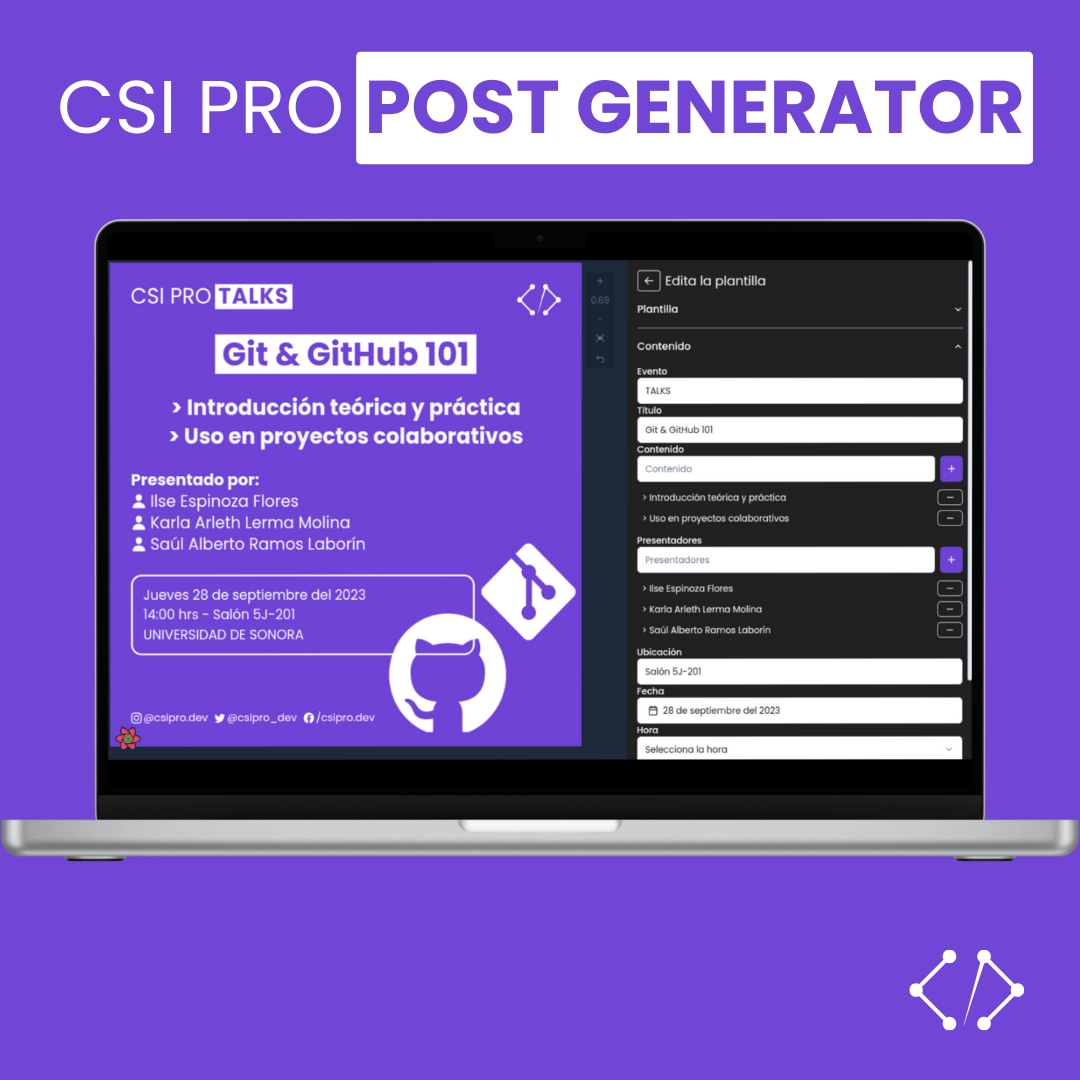 CSI PRO POST GENERATOR
CSI PRO TALKS
Git & GitHub 101
> Introducción teórica y práctica
> Uso en proyectos colaborativos
Presentado por:
Ilse Espinoza Flores
Karla Arleth Lerma Molina
Saúl Alberto Ramos Laborín
Jueves 28 de septiembre del 2023
14:00 hrs - Salón 5J-201
UNIVERSIDAD DE SONORA
@csipro.dev @csipro_dev /csipro.dev
+
0.69
-
Edita la plantilla
Plantilla
Contenido
Evento
TALKS
Título
Git & GitHub 101
Contenido
Contenido +
> Introducción teórica y práctica -
> Uso en proyectos colaborativos -
Presentadores
Presentadores +
> Ilse Espinoza Flores -
> Karla Arleth Lerma Molina -
> Saúl Alberto Ramos Laborín -
Ubicación
Salón 5J-201
Fecha
28 de septiembre del 2023
Hora
Selecciona la hora